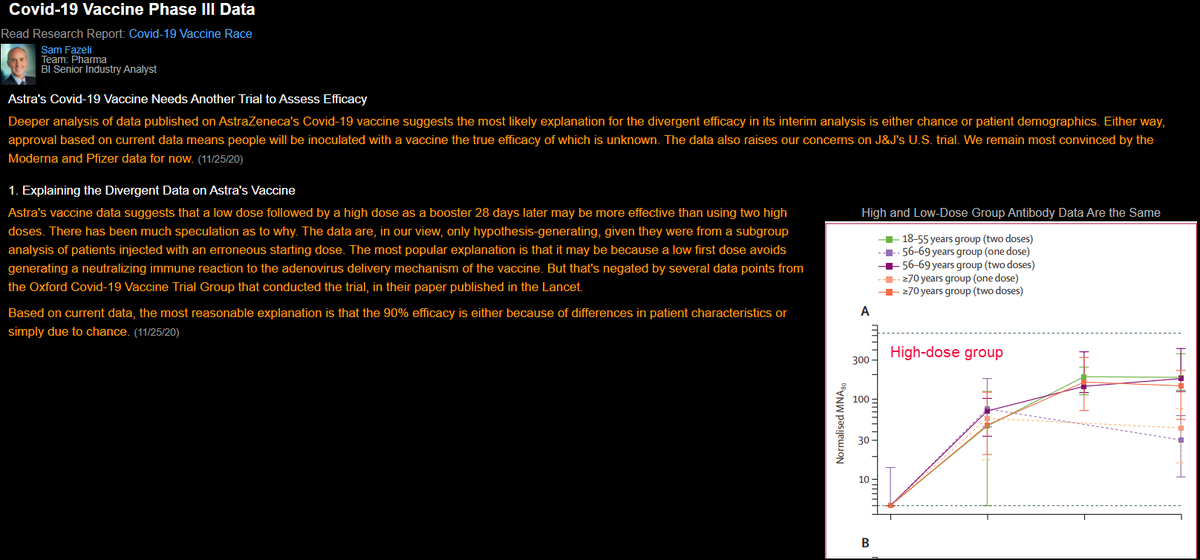 Covid-19 Vaccine Phase III Data
Read Research Report: Covid-19 Vaccine Race
Sam Fazeli
Team: Pharma
BI Senior Industry Analyst
Astra's Covid-19 Vaccine Needs Another Trial to Assess Efficacy
Deeper analysis of data published on AstraZeneca's Covid-19 vaccine suggests the most likely explanation for the divergent efficacy in its interim analysis is either chance or patient demographics. Either way,
approval based on current data means people will be inoculated with a vaccine the true efficacy of which is unknown. The data also raises our concerns on J&J's U.S. trial. We remain most convinced by the
Moderna and Pfizer data for now. (11/25/20)
1. Explaining the Divergent Data on Astra's Vaccine
Astra's vaccine data suggests that a low dose followed by a high dose as a booster 28 days later may be more effective than using two high
doses. There has been much speculation as to why. The data are, in our view, only hypothesis-generating, given they were from a subgroup
analysis of patients injected with an erroneous starting dose. The most popular explanation is that it may be because a low first dose avoids
generating a neutralizing immune reaction to the adenovirus delivery mechanism of the vaccine. But that's negated by several data points from
the Oxford Covid-19 Vaccine Trial Group that conducted the trial, in their paper published in the Lancet.
Based on current data, the most reasonable explanation is that the 90% efficacy is either because of differences in patient characteristics or
simply due to chance. (11/25/20)
High and Low-Dose Group Antibody Data Are the Same
18–55 years group (two doses)
56–69 years group (one dose)
56–69 years group (two doses)
≥70 years group (one dose)
≥70 years group (two doses)
A
High-dose group
300
100
30
10
Normalised MNA80
B